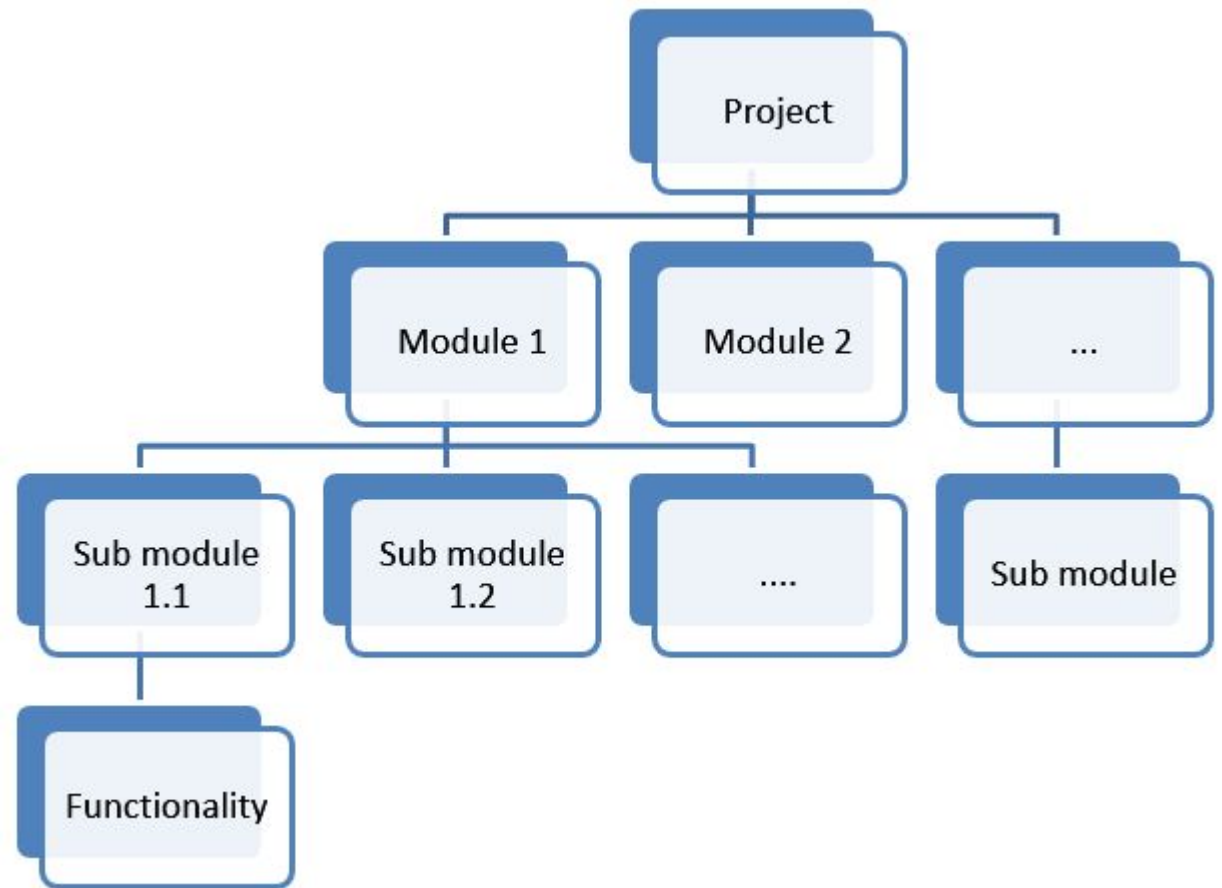 Project
Module 1
Module 2
...
Sub module
1.1
Sub module
1.2
....
Sub module
Functionality